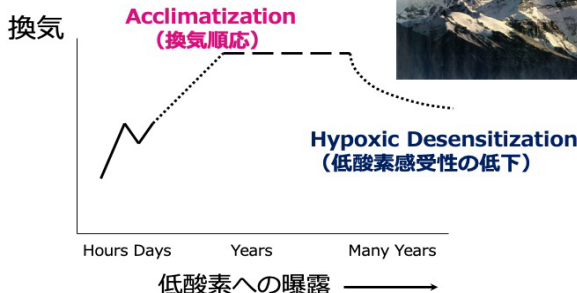 換気
Acclimatization
（換気順応）
Hypoxic Desensitization
（低酸素感受性の低下）
Hours Days Years Many Years
低酸素への曝露